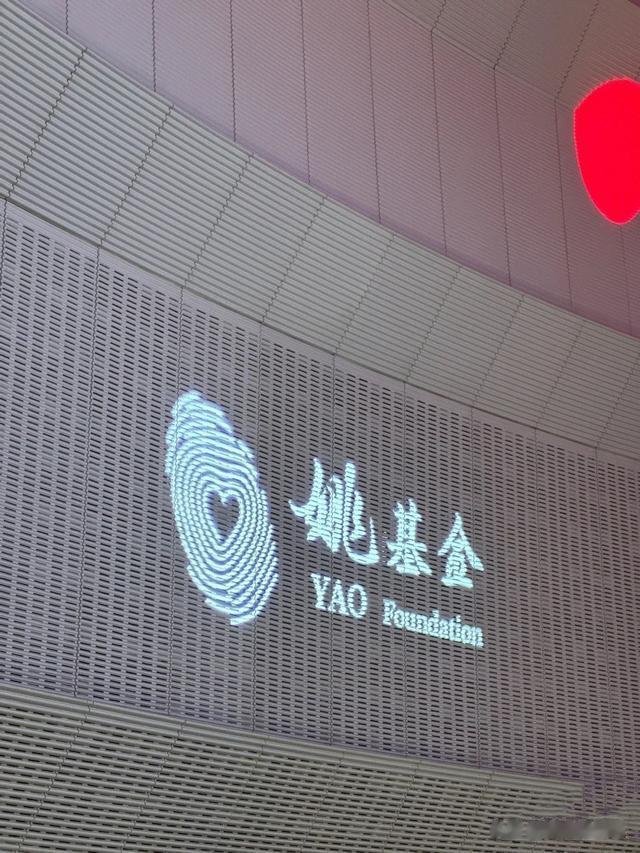 姚基金
YAO Foundation